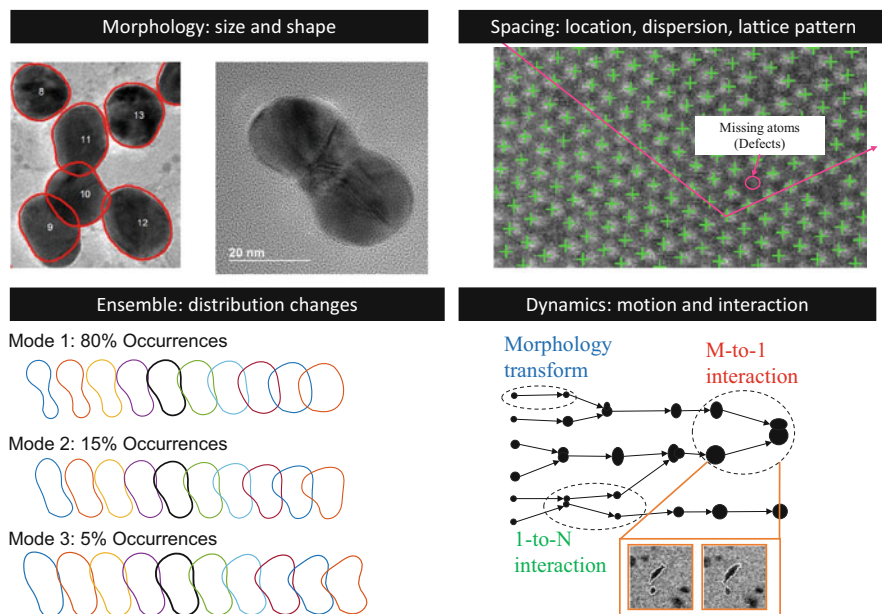 Morphology: size and shape
8
13
11
10
9
12
20 nm
Spacing: location, dispersion, lattice pattern
Missing atoms
(Defects)
Ensemble: distribution changes
Mode 1: 80% Occurrences
Mode 2: 15% Occurrences
Mode 3: 5% Occurrences
Dynamics: motion and interaction
Morphology
transform
M-to-1
interaction
1-to-N
interaction